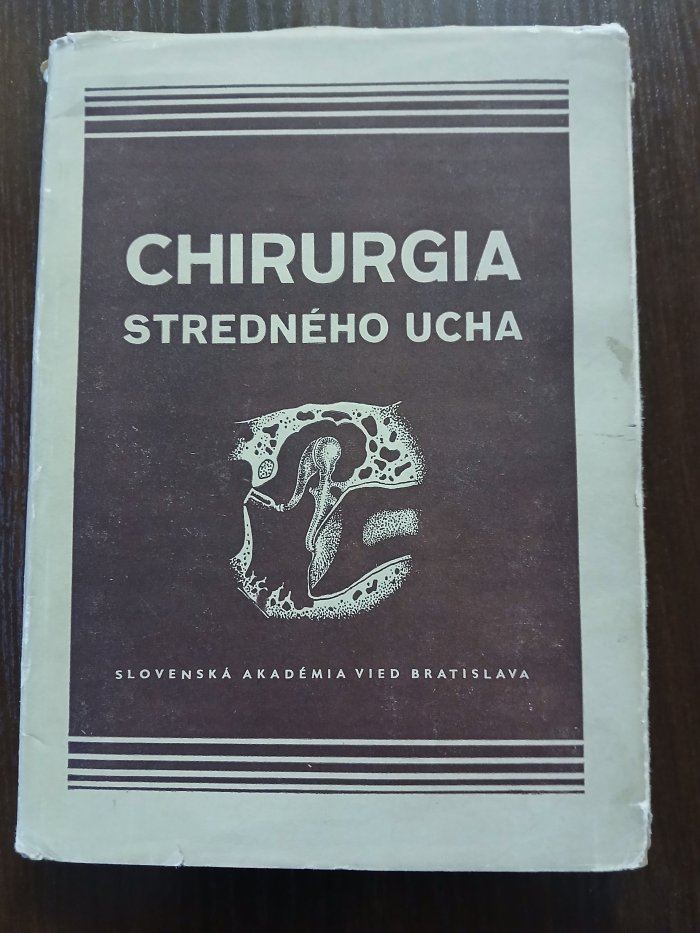 CHIRURGIA
STREDNÉHO UCHA
SLOVENSKÁ AKADÉMIA VIED BRATISLAVA